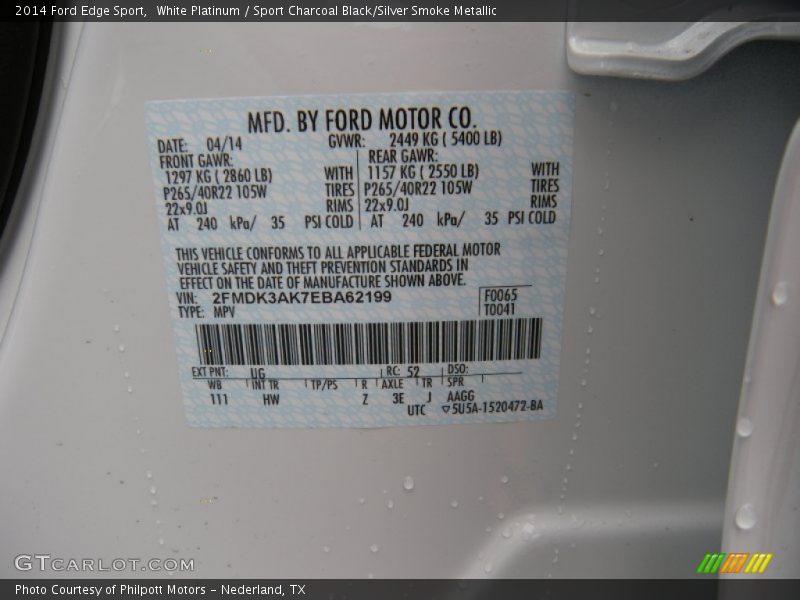 2014 Ford Edge Sport, White Platinum / Sport Charcoal Black/Silver Smoke Metallic
MFD. BY FORD MOTOR CO.
DATE: 04/14 GVWR: 2449 KG ( 5400 LB)
FRONT GAWR: REAR GAWR:
1297 KG ( 2860 LB) WITH 1157 KG ( 2550 LB) WITH
P265/40R22 105W TIRES P265/40R22 105W TIRES
22x9.0J RIMS 22x9.0J RIMS
AT 240 kPa/ 35 PSI COLD AT 240 kPa/ 35 PSI COLD
THIS VEHICLE CONFORMS TO ALL APPLICABLE FEDERAL MOTOR
VEHICLE SAFETY AND THEFT PREVENTION STANDARDS IN
EFFECT ON THE DATE OF MANUFACTURE SHOWN ABOVE.
VIN: 2FMDK3AK7EBA62199 F0065
TYPE: MPV T0041
EXT PNT: UG RC: 52 DSO:
WB INT TR TP/PS R AXLE TR SPR
111 HW Z 3E J AAGG
UTC ▽5U5A-1520472-BA
GTCARLOT.COM
Photo Courtesy of Philpott Motors - Nederland, TX